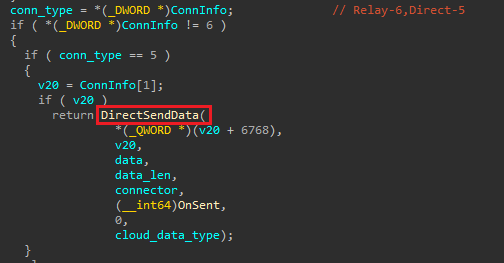 conn_type = *(_DWORD *)ConnInfo; // Relay-6,Direct-5
if ( *(_DWORD *)ConnInfo != 6 )
{
if ( conn_type == 5 )
{
v20 = ConnInfo[1];
if ( v20 )
return DirectSendData(
*(_QWORD *)(v20 + 6768),
v20,
data,
data_len,
connector,
(__int64)OnSent,
0,
cloud_data_type);
}